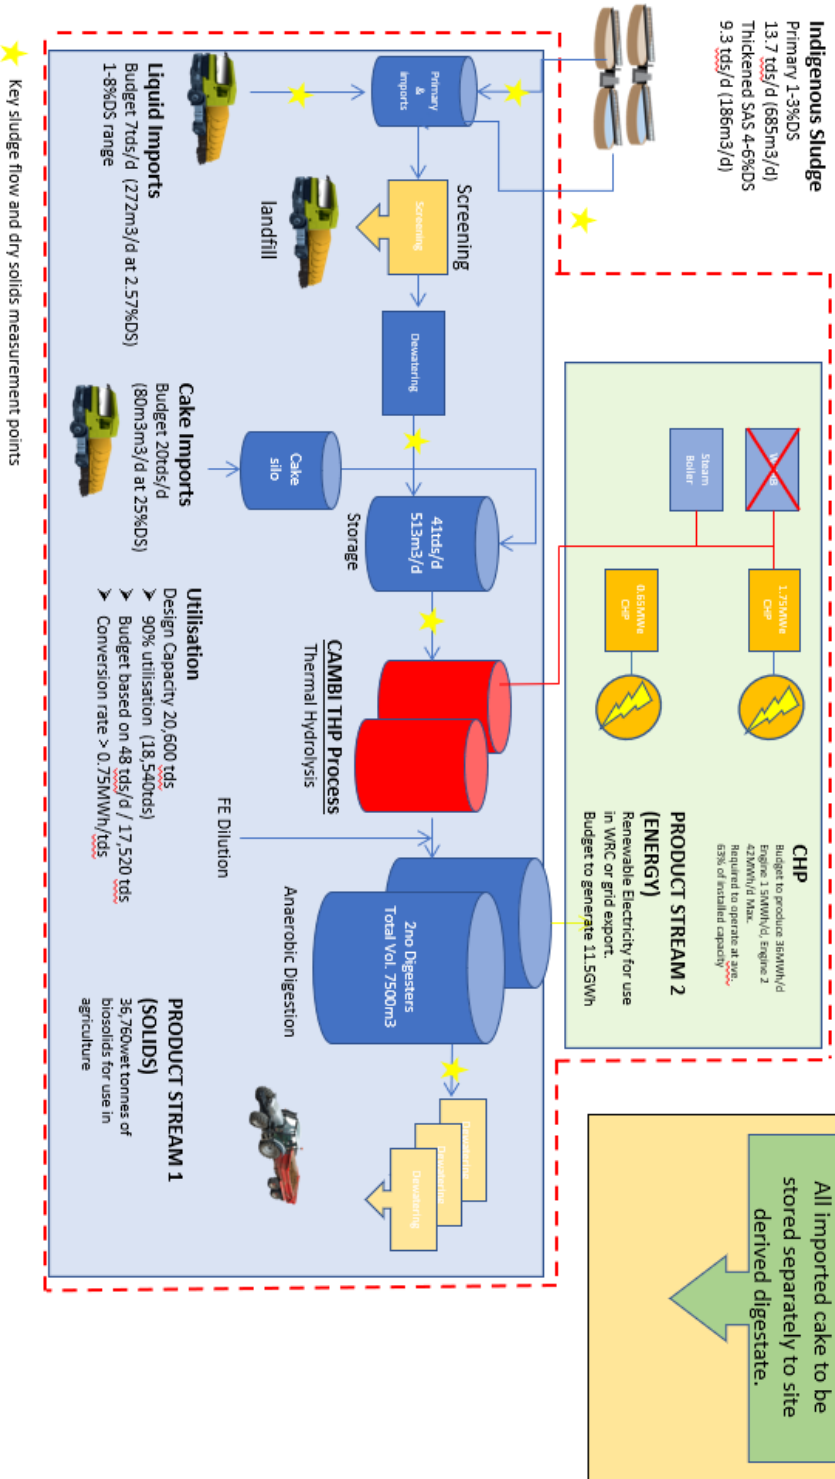 Indigenous Sludge
Primary 1-3%DS
13.7 tds/d (685m3/d)
Thickened SAS 4-6%DS
9.3 tds/d (186m3/d)
Primary
&
imports
Liquid Imports
Budget 7tds/d (272m3/d at 2.57%DS)
1-8%DS range
Screening
Screening
landfill
Dewatering
Cake Imports
Budget 20tds/d
(80m3m3/d at 25%DS)
Cake
silo
41tds/d
513m3/d
Storage
Steam
Boiler
1.75MWe
CHP
0.65MWe
CHP
CAMBI THP Process
Thermal Hydrolysis
Utilisation
Design Capacity 20,600 tds
➤ 90% utilisation (18,540tds)
➤ Budget based on 48 tds/d / 17,520 tds
➤ Conversion rate > 0.75MWh/tds
FE Dilution
CHP
Budget to produce 36MWh/d
Engine 1 5MWh/d, Engine 2
42MWh/d Max.
Required to operate at ave.
63% of installed capacity
PRODUCT STREAM 2
(ENERGY)
Renewable Electricity for use
in WRC or grid export.
Budget to generate 11.5GWh
2no Digesters
Total Vol. 7500m3
Anaerobic Digestion
Dewatering
Dewatering
Dewatering
PRODUCT STREAM 1
(SOLIDS)
36,760wet tonnes of
biosolids for use in
agriculture
All imported cake to be
stored separately to site
derived digestate.
Key sludge flow and dry solids measurement points